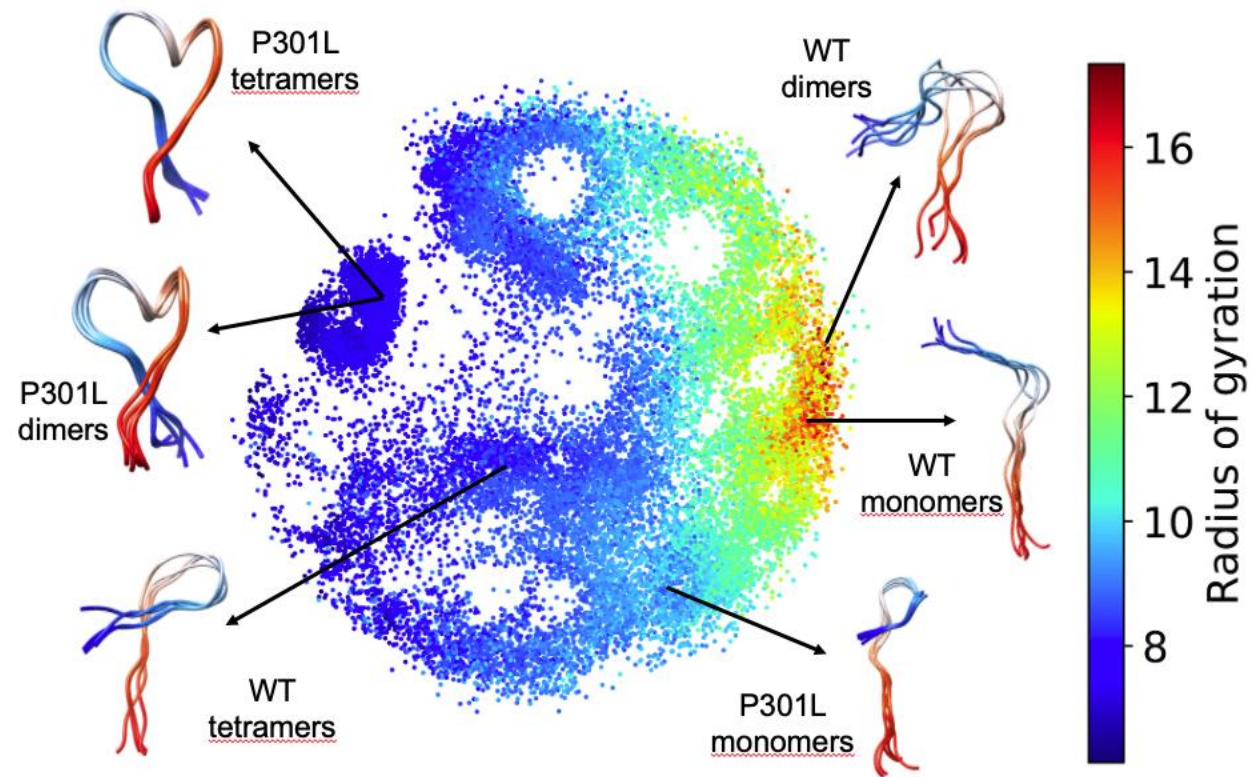 P301L
tetramers
WT
dimers
P301L
dimers
WT
monomers
WT
tetramers
P301L
monomers
16
14
12
10
8
Radius of gyration